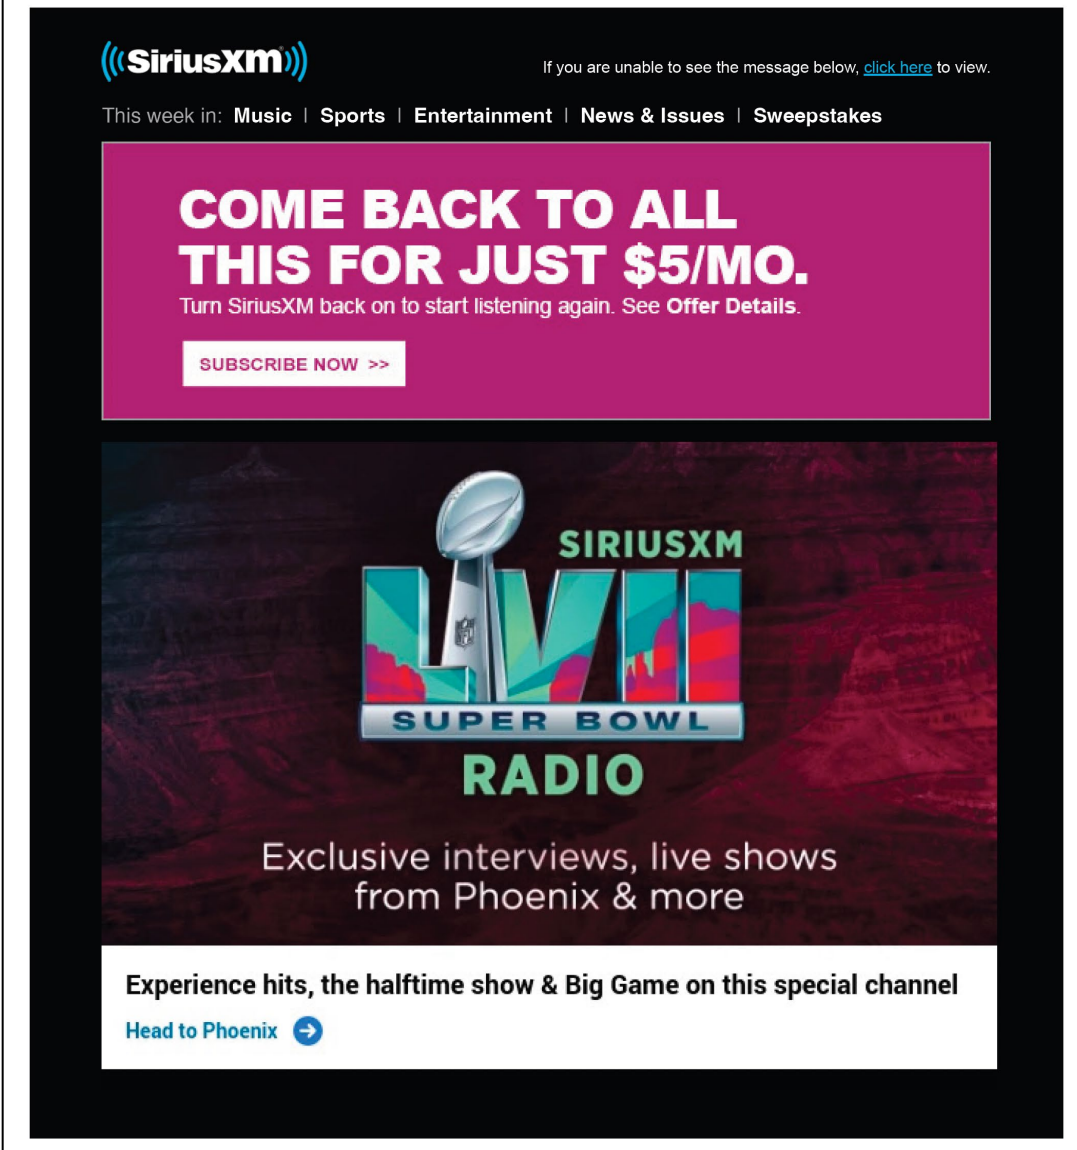 SiriusXM
If you are unable to see the message below, click here to view.
This week in: Music | Sports | Entertainment | News & Issues | Sweepstakes
COME BACK TO ALL
THIS FOR JUST $5/MO.
Turn SiriusXM back on to start listening again. See Offer Details.
SUBSCRIBE NOW >>
SIRIUSXM
LVII
NFL
SUPER BOWL
RADIO
Exclusive interviews, live shows
from Phoenix & more
Experience hits, the halftime show & Big Game on this special channel
Head to Phoenix